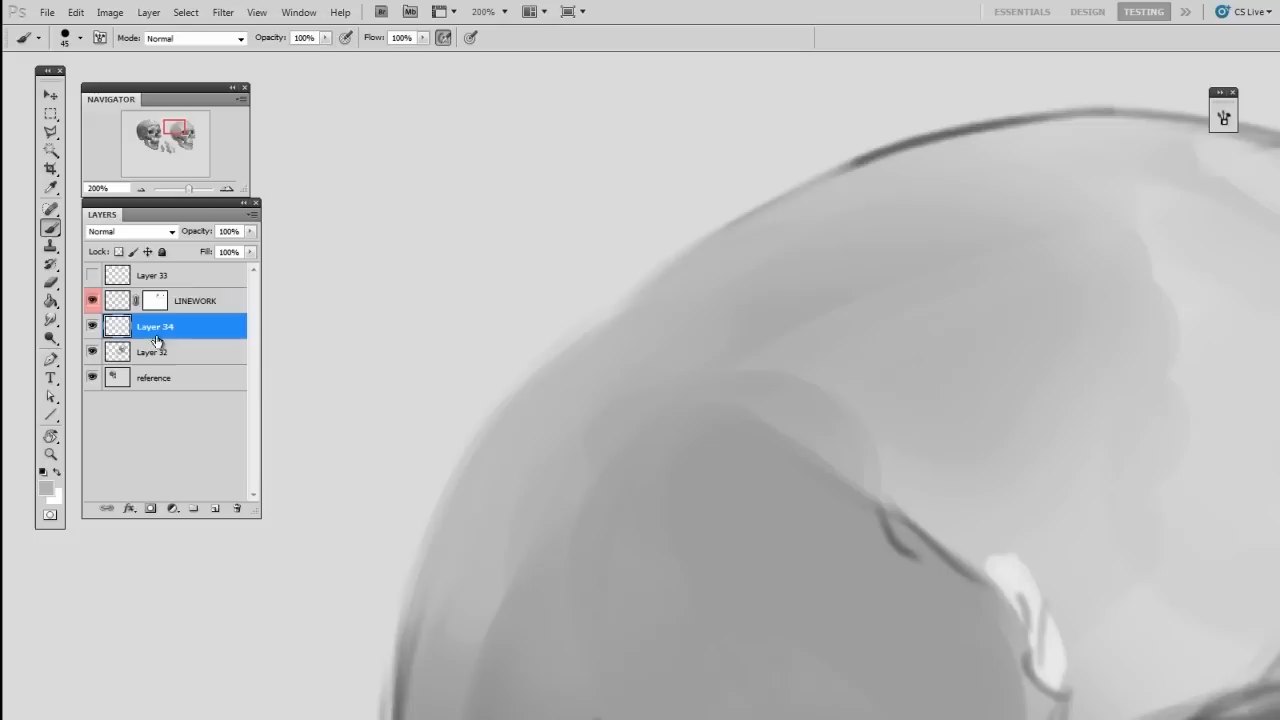 Ps File Edit Image Layer Select Filter View Window Help Br Mb 200% ESSENTIALS DESIGN TESTING CS Live
45 Mode: Normal Opacity: 100% Flow: 100%
NAVIGATOR
200%
LAYERS
Normal Opacity: 100%
Lock: Fill: 100%
Layer 33
LINEWORK
Layer 34
Layer 32
reference